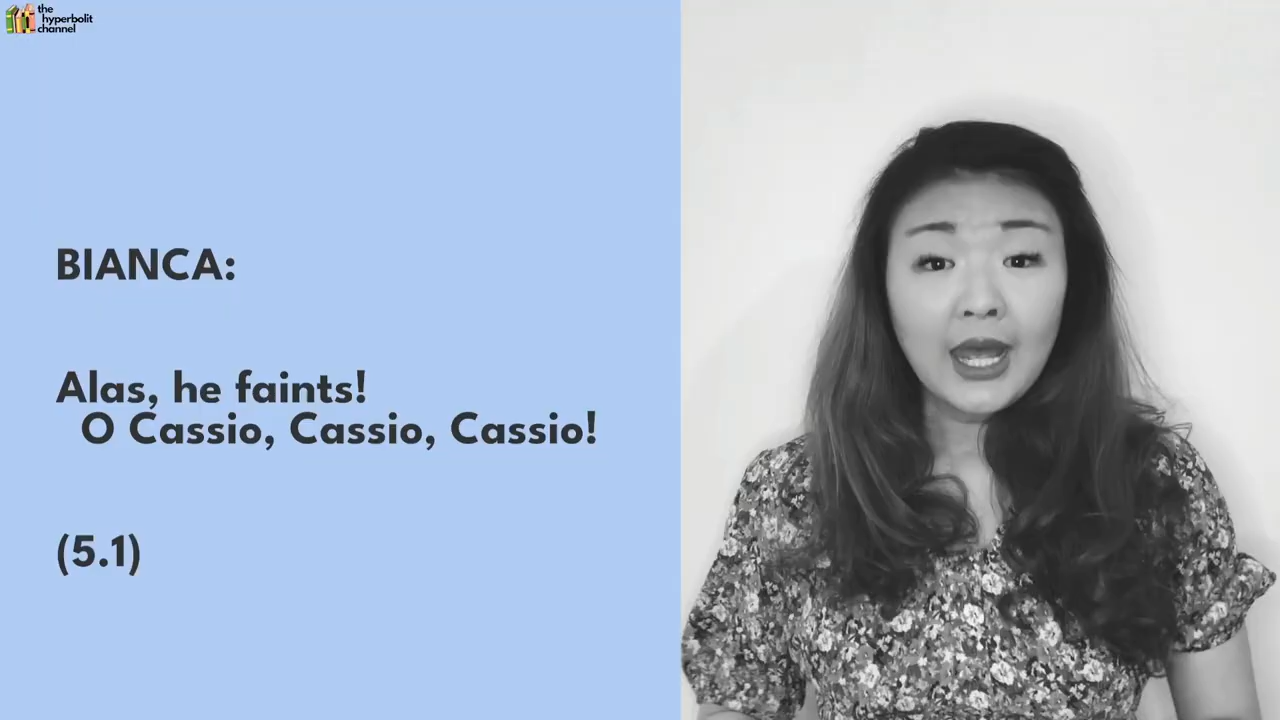 the
hyperbolit
channel
BIANCA:
Alas, he faints!
O Cassio, Cassio, Cassio!
(5.1)